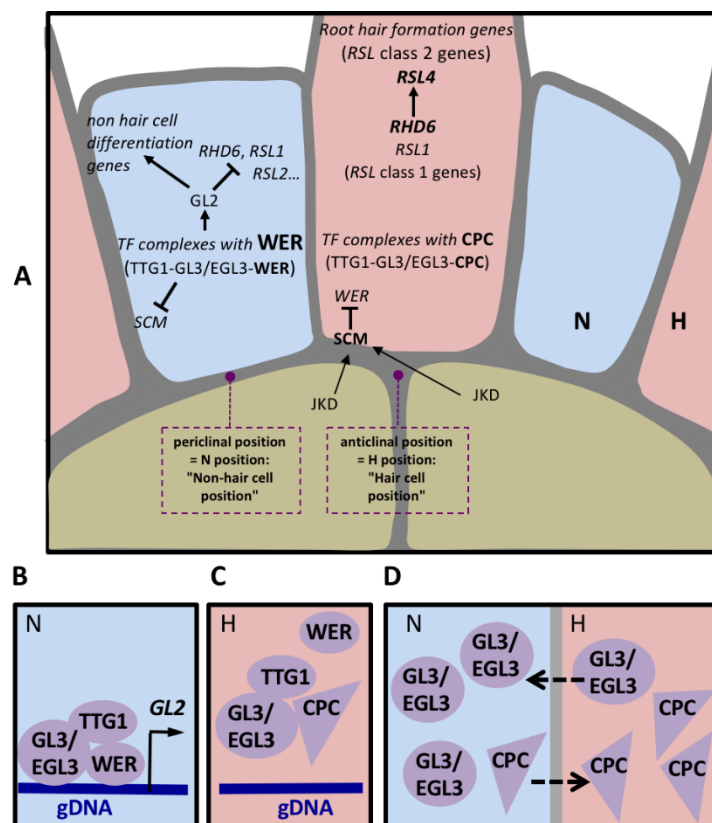 A
Root hair formation genes
(RSL class 2 genes)
RSL4
RHD6
RSL1
(RSL class 1 genes)
non hair cell
differentiation
genes
RHD6, RSL1
RSL2...
GL2
TF complexes with WER
(TTG1-GL3/EGL3-WER)
SCM
TF complexes with CPC
(TTG1-GL3/EGL3-CPC)
WER
SCM
JKD
JKD
N
H
periclinal position
= N position:
"Non-hair cell
position"
anticlinal position
= H position:
"Hair cell
position"
B
N
TTG1
GL2
GL3/
EGL3
WER
gDNA
C
H
WER
TTG1
GL3/
EGL3
CPC
gDNA
D
N
GL3/
EGL3
GL3/
EGL3
GL3/
EGL3
CPC
H
GL3/
EGL3
CPC
CPC
CPC